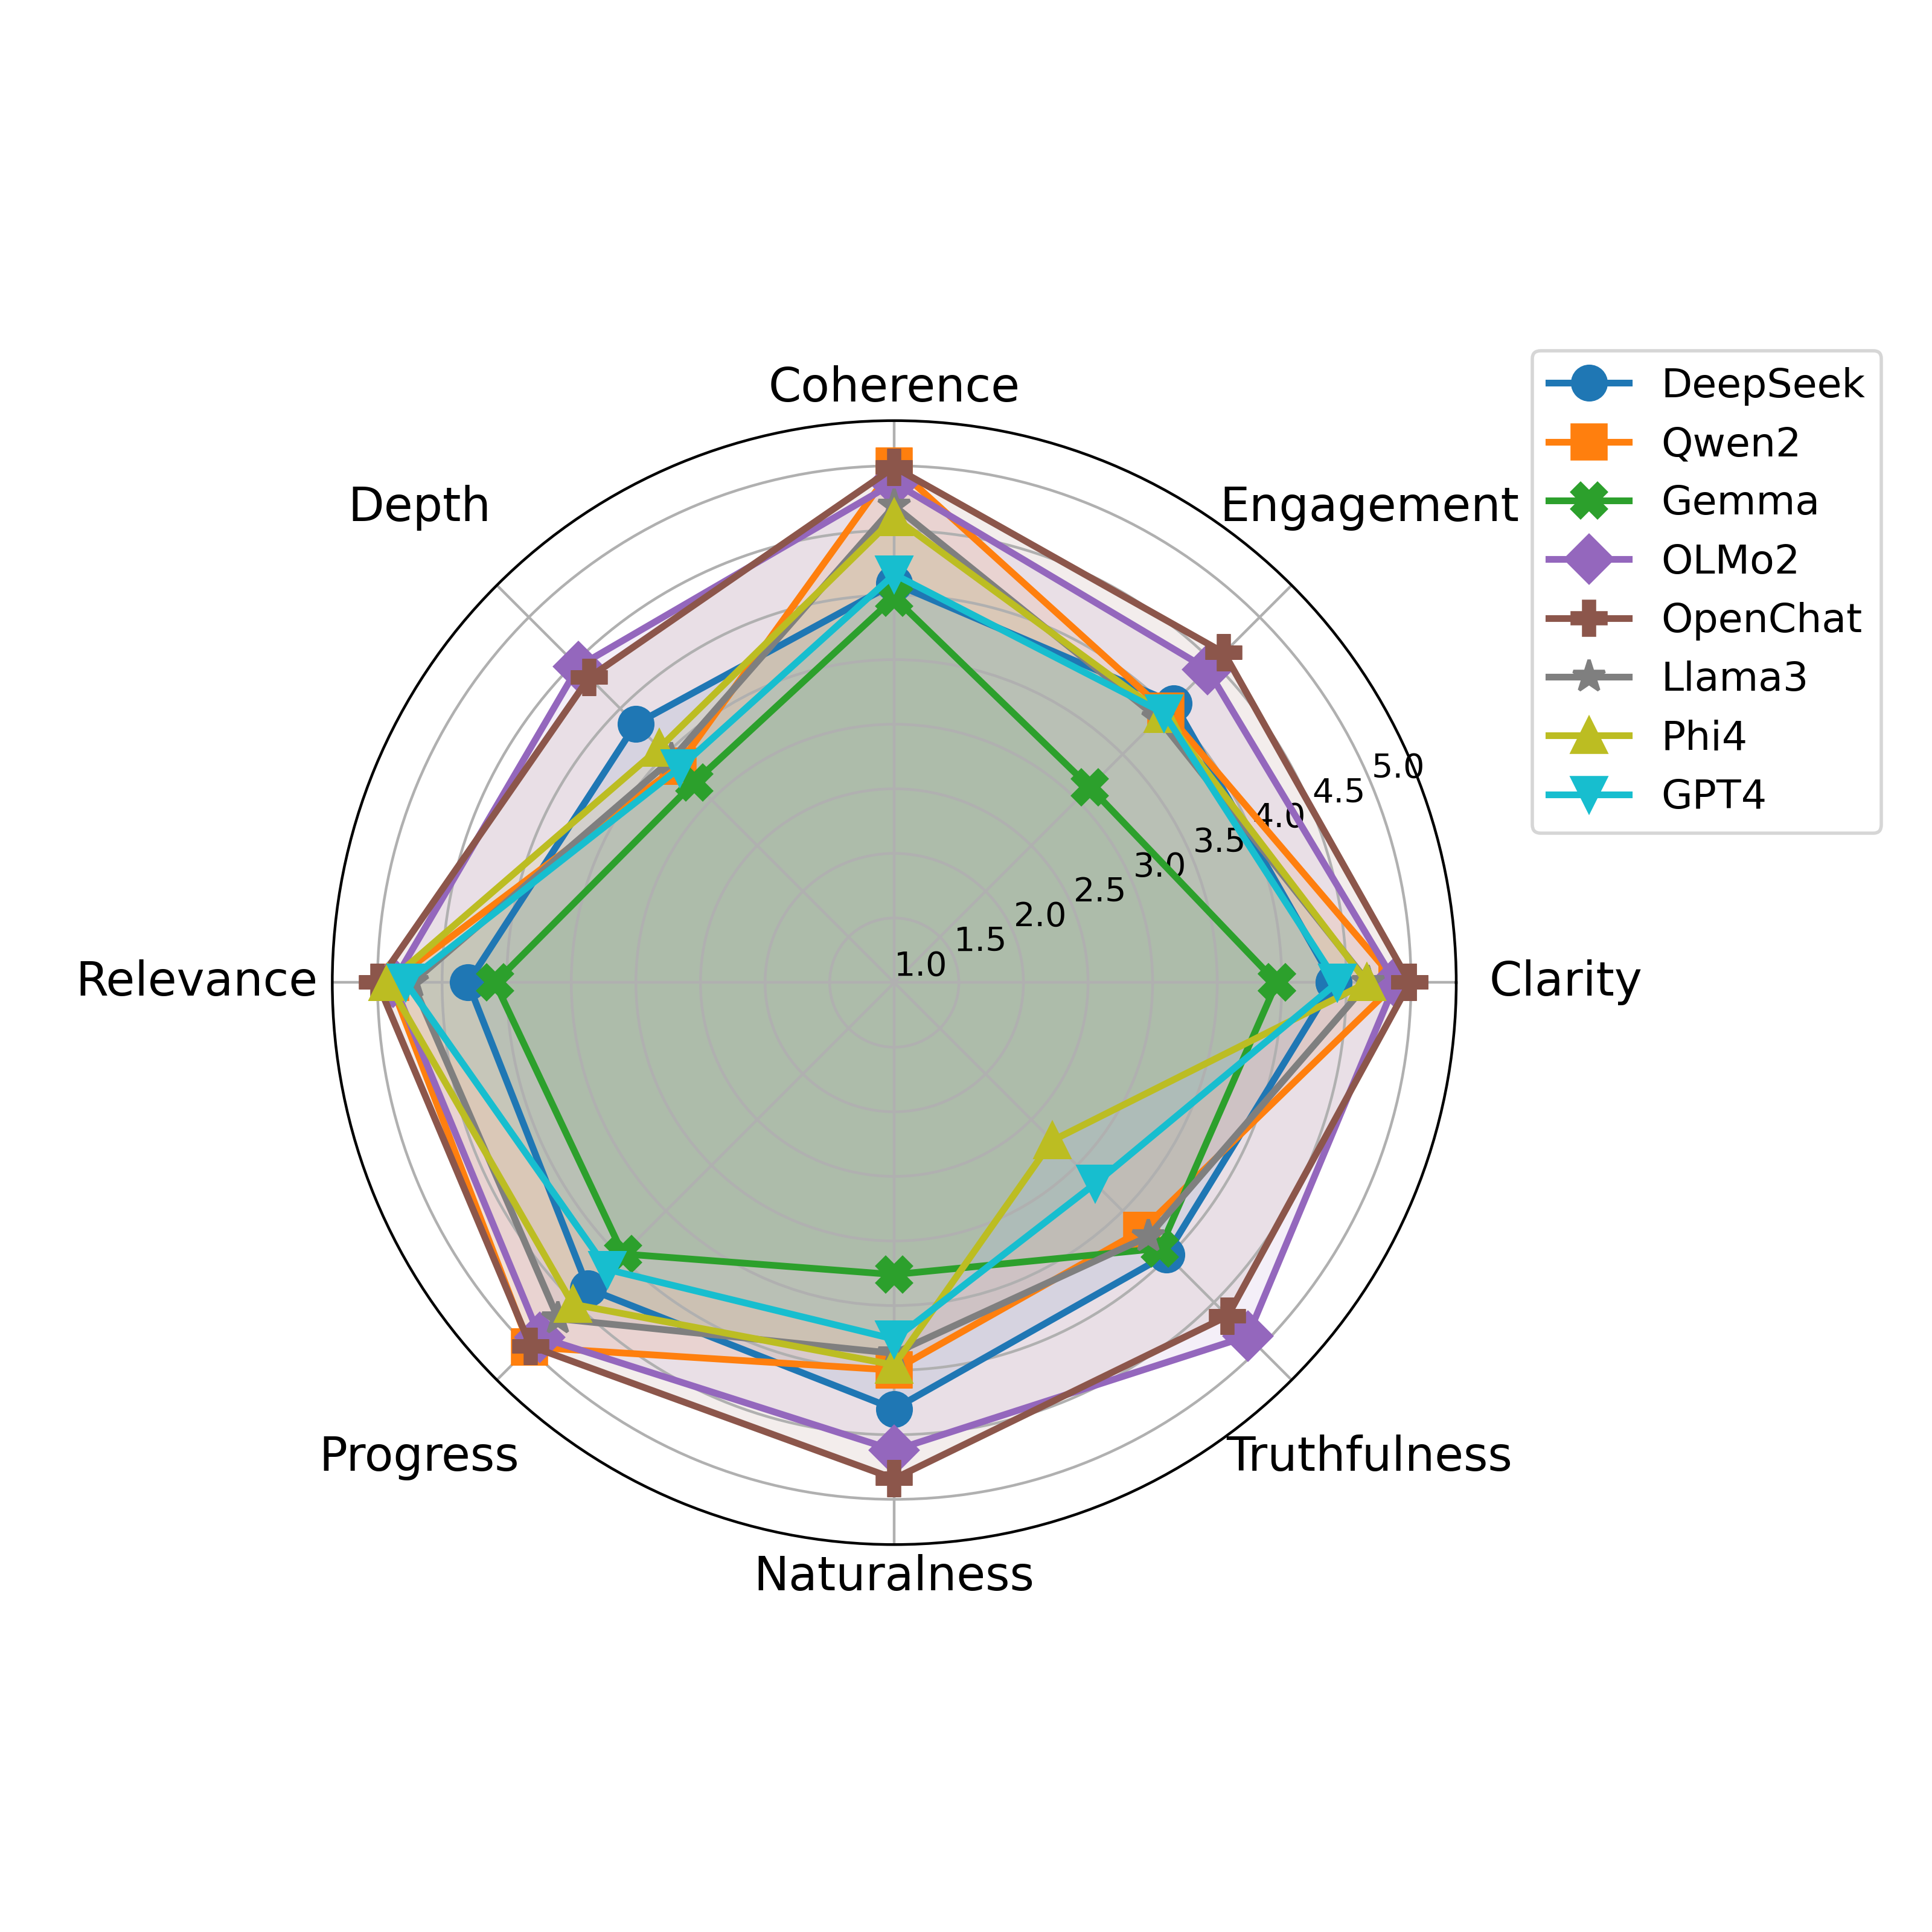 Coherence
Depth
Engagement
Relevance
Clarity
Progress
Truthfulness
Naturalness
1.0
1.5
2.0
2.5
3.0
3.5
4.0
4.5
5.0
DeepSeek
Qwen2
Gemma
OLMo2
OpenChat
Llama3
Phi4
GPT4